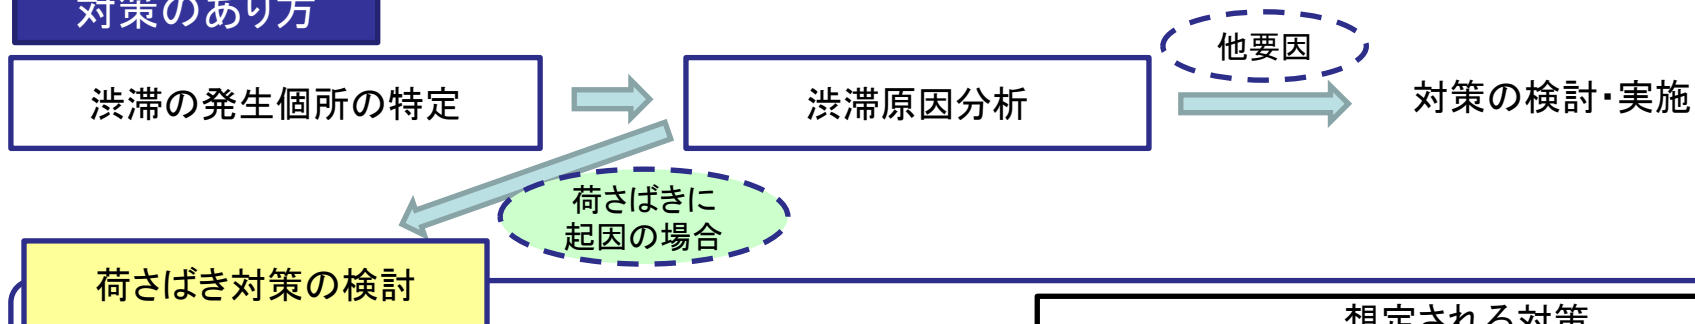 対策のあり方
他要因
渋滞の発生個所の特定
渋滞原因分析
対策の検討・実施
荷さばきに
起因の場合
荷さばき対策の検討
想定される対策